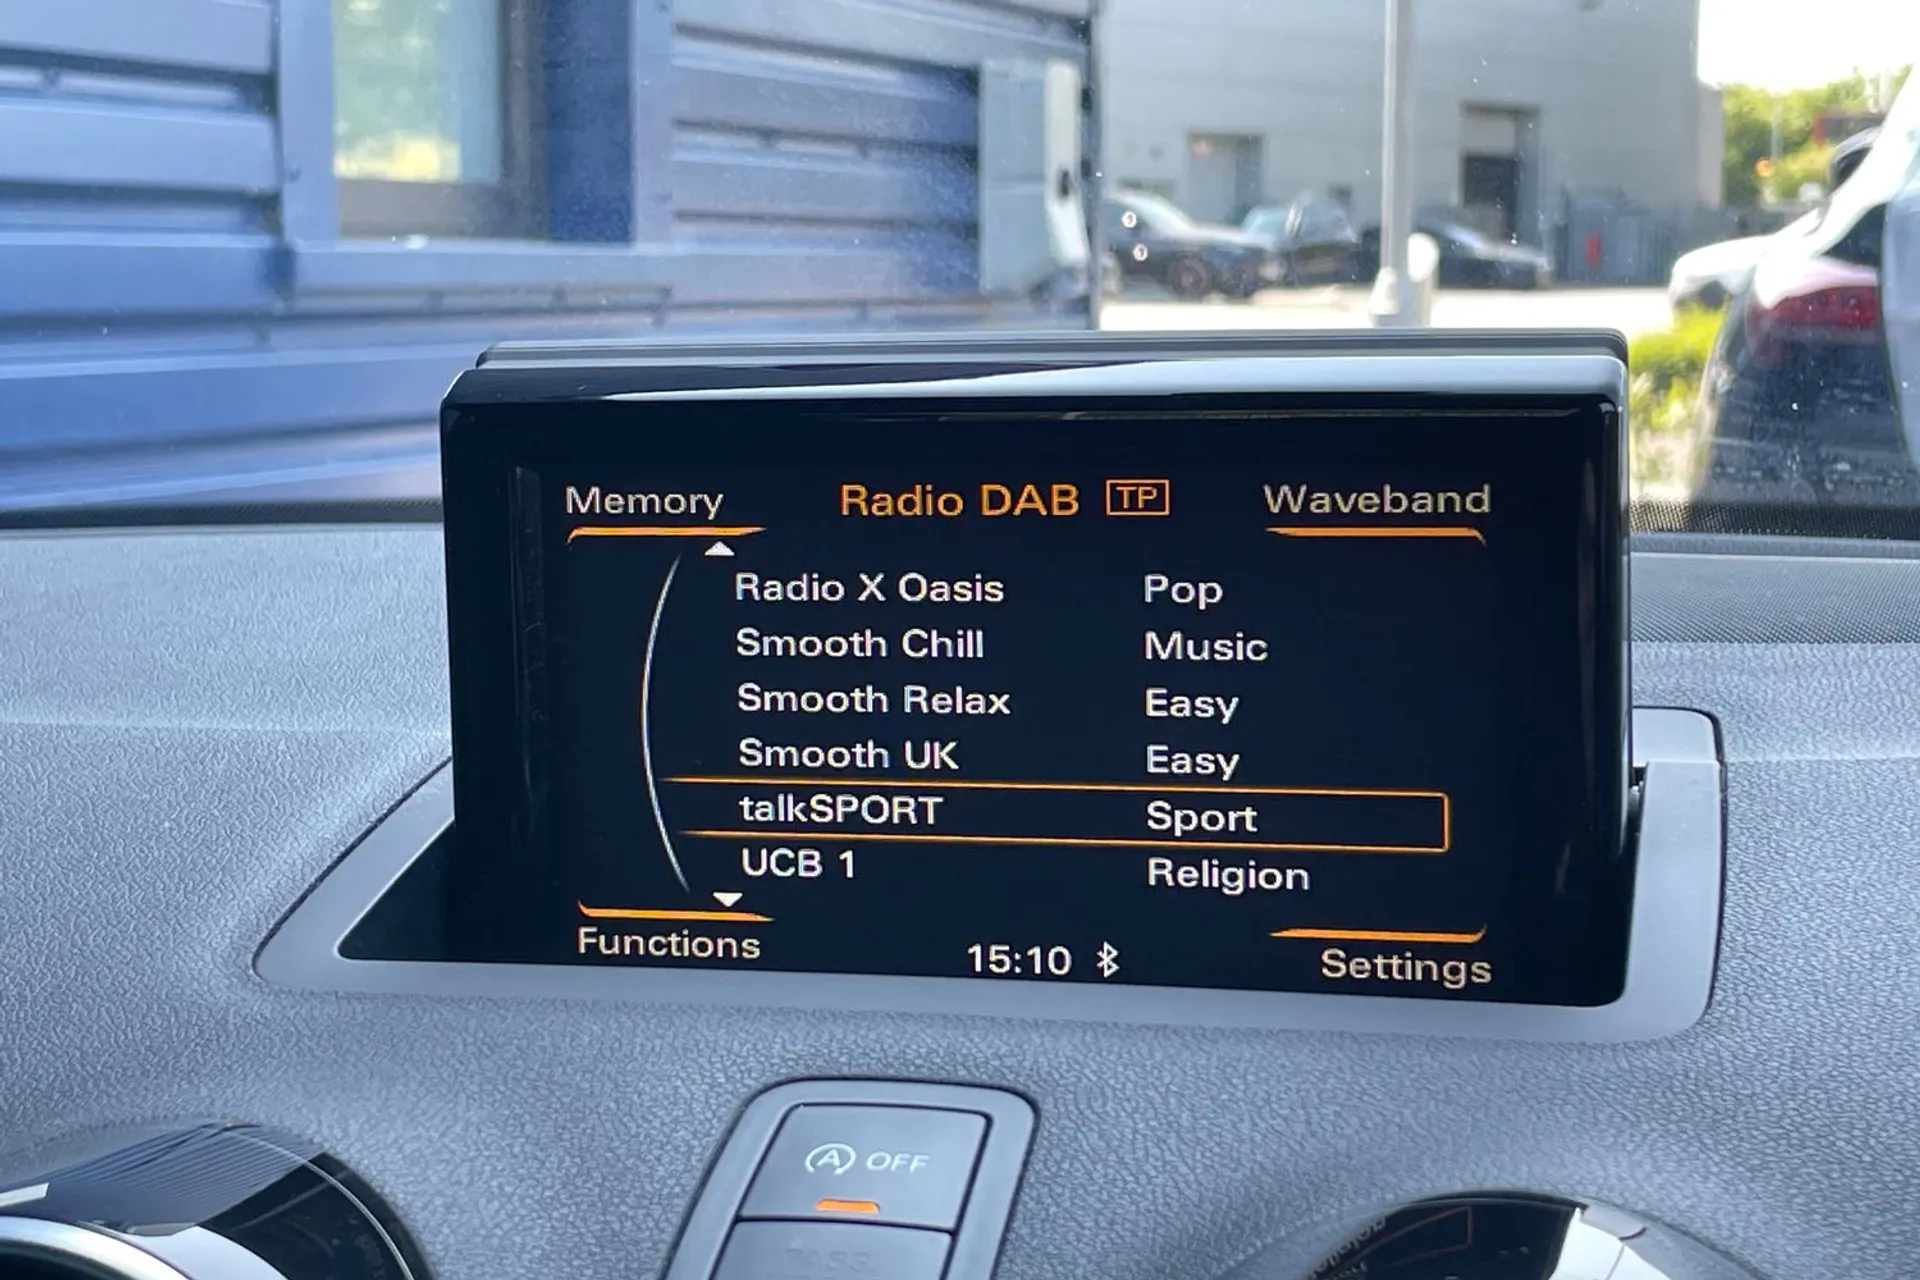 Memory Radio DAB TP Waveband
Radio X Oasis Pop
Smooth Chill Music
Smooth Relax Easy
Smooth UK Easy
talkSPORT Sport
UCB 1 Religion
Functions 15:10 Settings
A OFF